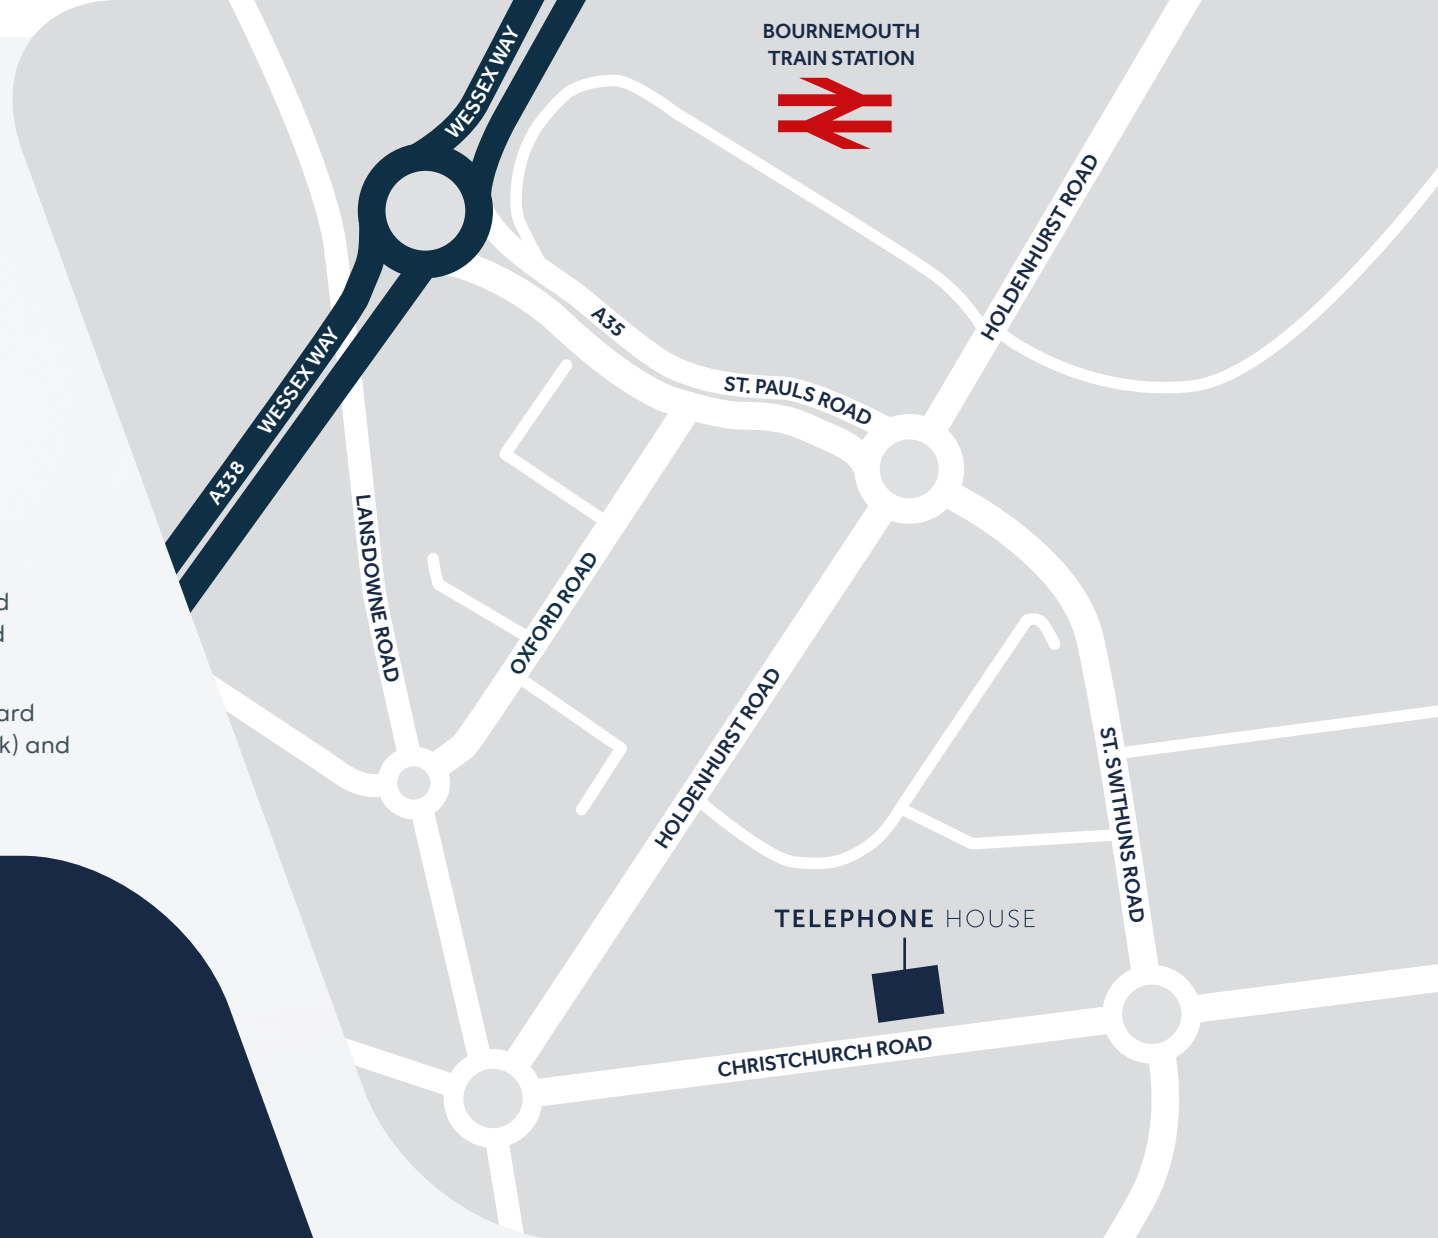 BOURNEMOUTH
TRAIN STATION
WESSEX WAY
HOLDENHURST ROAD
A35
ST. PAULS ROAD
WESSEX WAY
A338
LANSDOWNE ROAD
OXFORD ROAD
d
d
ard
k) and
HOLDENHURST ROAD
ST. SWITHUNS ROAD
TELEPHONE HOUSE
CHRISTCHURCH ROAD